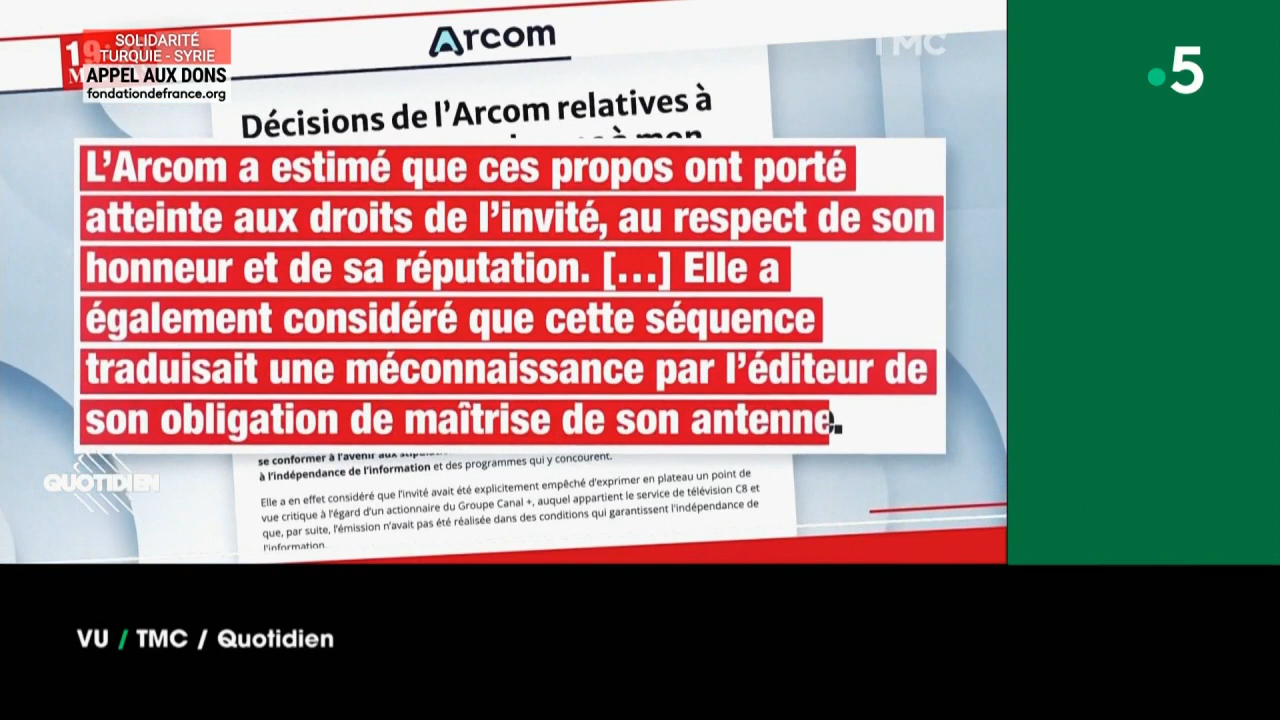 SOLIDARITÉ
TURQUIE - SYRIE
APPEL AUX DONS
fondationdefrance.org
Arcom
TMC
5
Décisions de l'Arcom relatives à
L'Arcom a estimé que ces propos ont porté
atteinte aux droits de l'invité, au respect de son
honneur et de sa réputation. [...] Elle a
également considéré que cette séquence
traduisait une méconnaissance par l'éditeur de
son obligation de maîtrise de son antenne.
se conformer à l'avenir aux
à l'indépendance de l'information et des programmes qui y concourent.
QUOTIDIEN
Elle a en effet considéré que l'invité avait été explicitement empêché d'exprimer en plateau un point de
vue critique à l'égard d'un actionnaire du Groupe Canal +, auquel appartient le service de télévision C8 et
que, par suite, l'émission n'avait pas été réalisée dans des conditions qui garantissent l'indépendance de
l'information.
VU / TMC / Quotidien